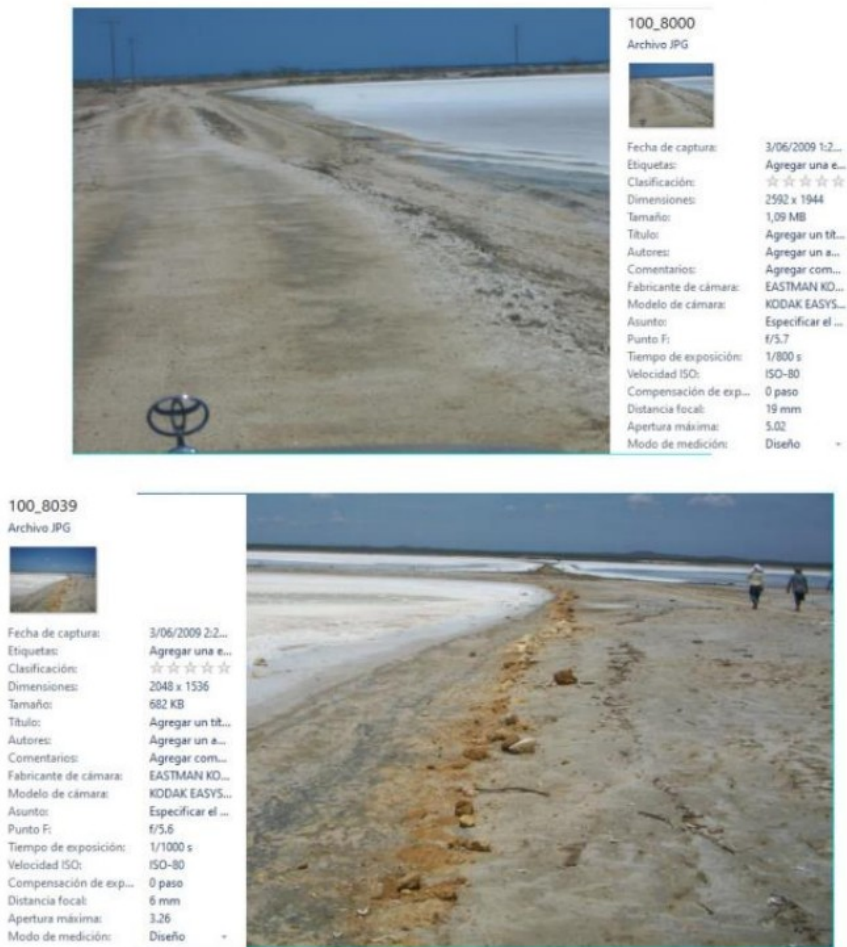 100_8000
Archivo JPG
Fecha de captura: 3/06/2009 1:2...
Etiquetas: Agregar una e...
Clasificación: ☆☆☆☆☆
Dimensiones: 2592 x 1944
Tamaño: 1,09 MB
Título: Agregar un tít...
Autores: Agregar un a...
Comentarios: Agregar com...
Fabricante de cámara: EASTMAN KO...
Modelo de cámara: KODAK EASYS...
Asunto: Especificar el ...
Punto F: f/5.7
Tiempo de exposición: 1/800 s
Velocidad ISO: ISO-80
Compensación de exp... 0 paso
Distancia focal: 19 mm
Apertura máxima: 5.02
Modo de medición: Diseño
100_8039
Archivo JPG
Fecha de captura: 3/06/2009 2:2...
Etiquetas: Agregar una e...
Clasificación: ☆☆☆☆☆
Dimensiones: 2048 x 1536
Tamaño: 682 KB
Título: Agregar un tít...
Autores: Agregar un a...
Comentarios: Agregar com...
Fabricante de cámara: EASTMAN KO...
Modelo de cámara: KODAK EASYS...
Asunto: Especificar el ...
Punto F: f/5.6
Tiempo de exposición: 1/1000 s
Velocidad ISO: ISO-80
Compensación de exp... 0 paso
Distancia focal: 6 mm
Apertura máxima: 3.26
Modo de medición: Diseño